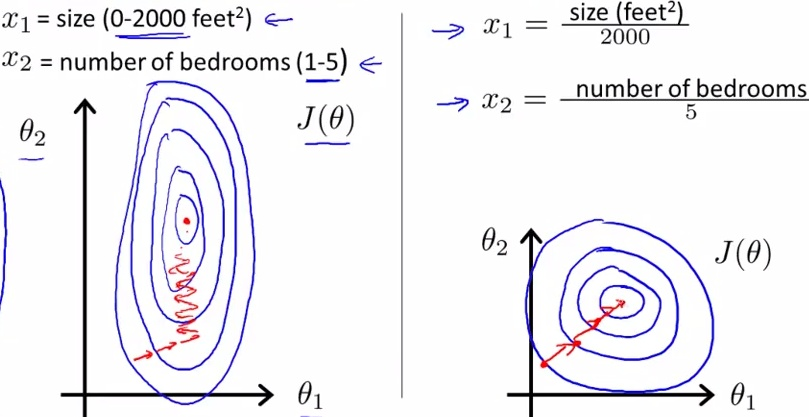 x₁ = size (0-2000 feet²)
x₂ = number of bedrooms (1-5)
θ₂
J(θ)
θ₁
x₁ = size (feet²) / 2000
x₂ = number of bedrooms / 5
θ₂
J(θ)
θ₁